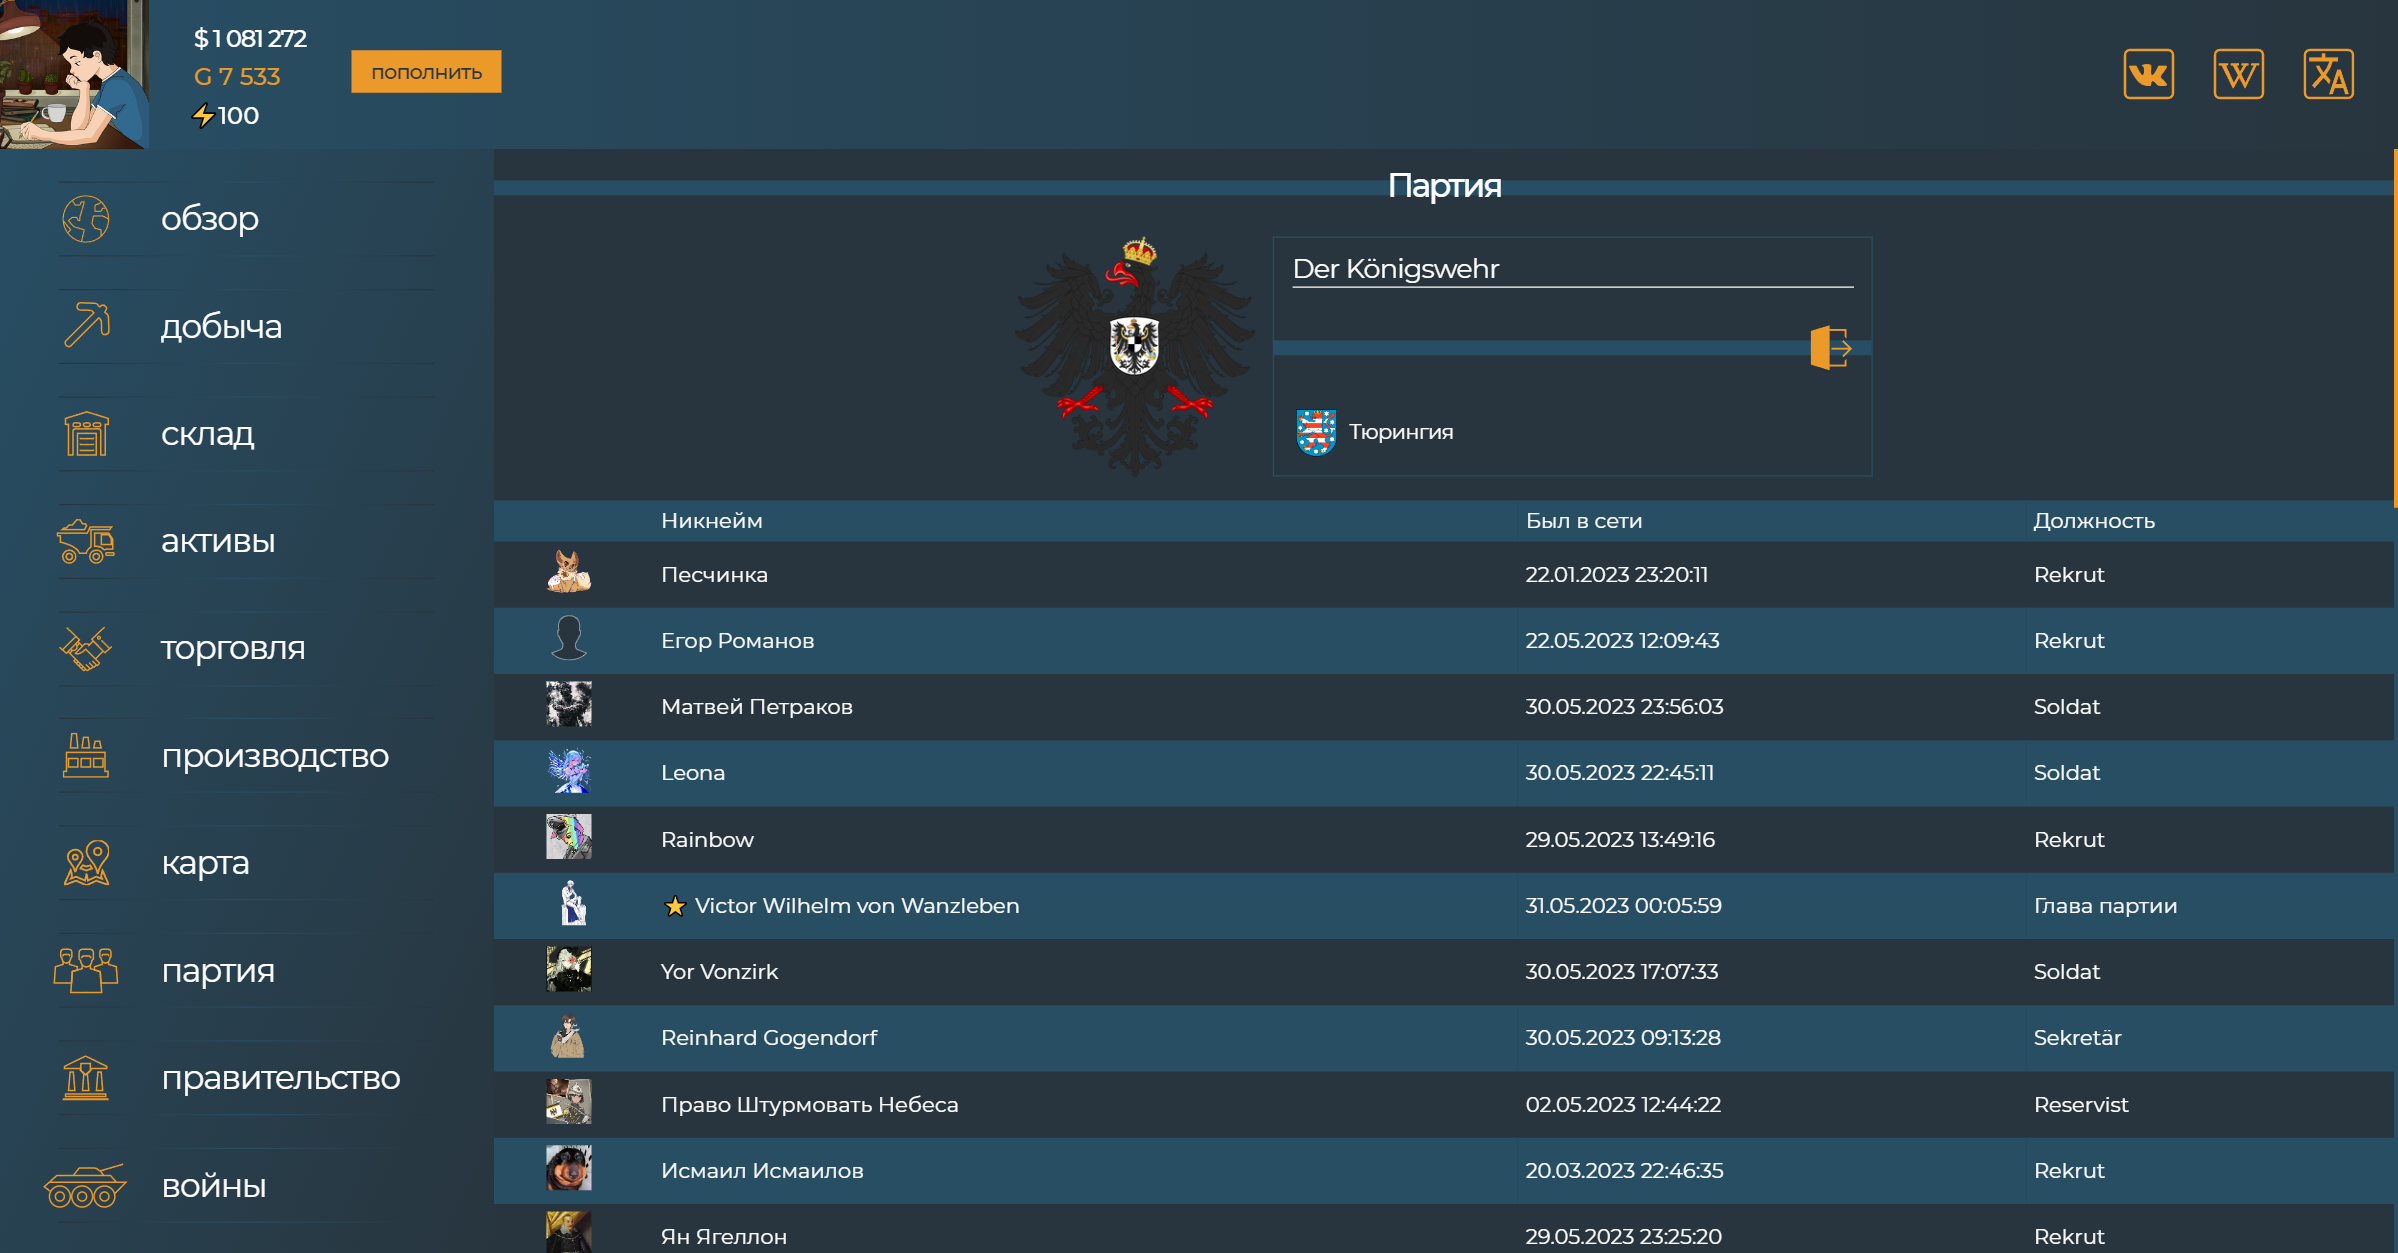 $ 1 081 272
G 7 533
100
ПОПОЛНИТЬ
обзор
добыча
склад
активы
торговля
производство
карта
партия
правительство
войны
Партия
Der Königswehr
Тюрингия
Никнейм Был в сети Должность
Песчинка 22.01.2023 23:20:11 Rekrut
Егор Романов 22.05.2023 12:09:43 Rekrut
Матвей Петраков 30.05.2023 23:56:03 Soldat
Leona 30.05.2023 22:45:11 Soldat
Rainbow 29.05.2023 13:49:16 Rekrut
Victor Wilhelm von Wanzleben 31.05.2023 00:05:59 Глава партии
Yor Vonzirk 30.05.2023 17:07:33 Soldat
Reinhard Gogendorf 30.05.2023 09:13:28 Sekretär
Право Штурмовать Небеса 02.05.2023 12:44:22 Reservist
Исмаил Исмаилов 20.03.2023 22:46:35 Rekrut
Ян Ягеллон 29.05.2023 23:25:20 Rekrut